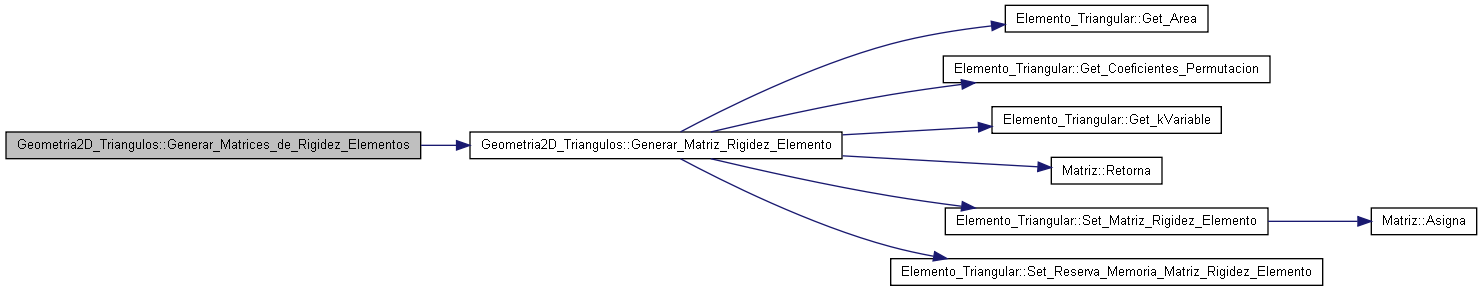 Elemento_Triangular::Get_Area
Elemento_Triangular::Get_Coeficientes_Permutacion
Elemento_Triangular::Get_kVariable
Geometria2D_Triangulos::Generar_Matrices_de_Rigidez_Elementos
Geometria2D_Triangulos::Generar_Matriz_Rigidez_Elemento
Matriz::Retorna
Elemento_Triangular::Set_Matriz_Rigidez_Elemento
Matriz::Asigna
Elemento_Triangular::Set_Reserva_Memoria_Matriz_Rigidez_Elemento